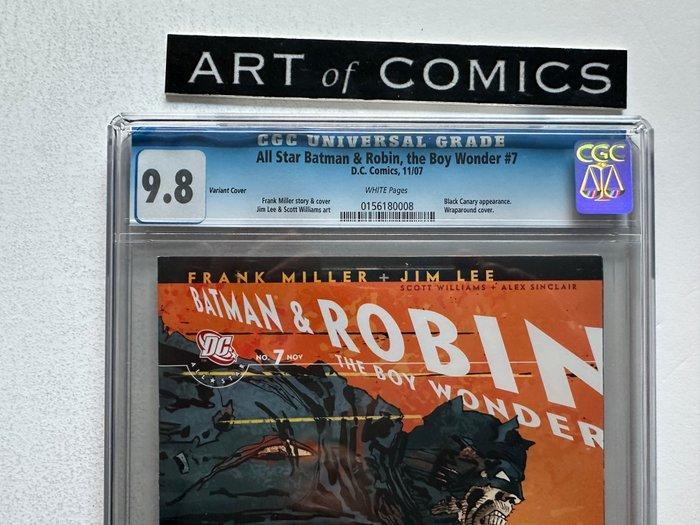 ART of COMICS
CGC UNIVERSAL GRADE
All Star Batman & Robin, the Boy Wonder #7
D.C. Comics, 11/07
9.8
Variant Cover
WHITE Pages
Frank Miller story & cover
Jim Lee & Scott Williams art
0156180008
Black Canary appearance.
Wraparound cover.
CGC
FRANK MILLER + JIM LEE
SCOTT WILLIAMS + ALEX SINCLAIR
BATMAN & ROBIN
THE BOY WONDER
DC
NO. 7 NOV
ALL STAR